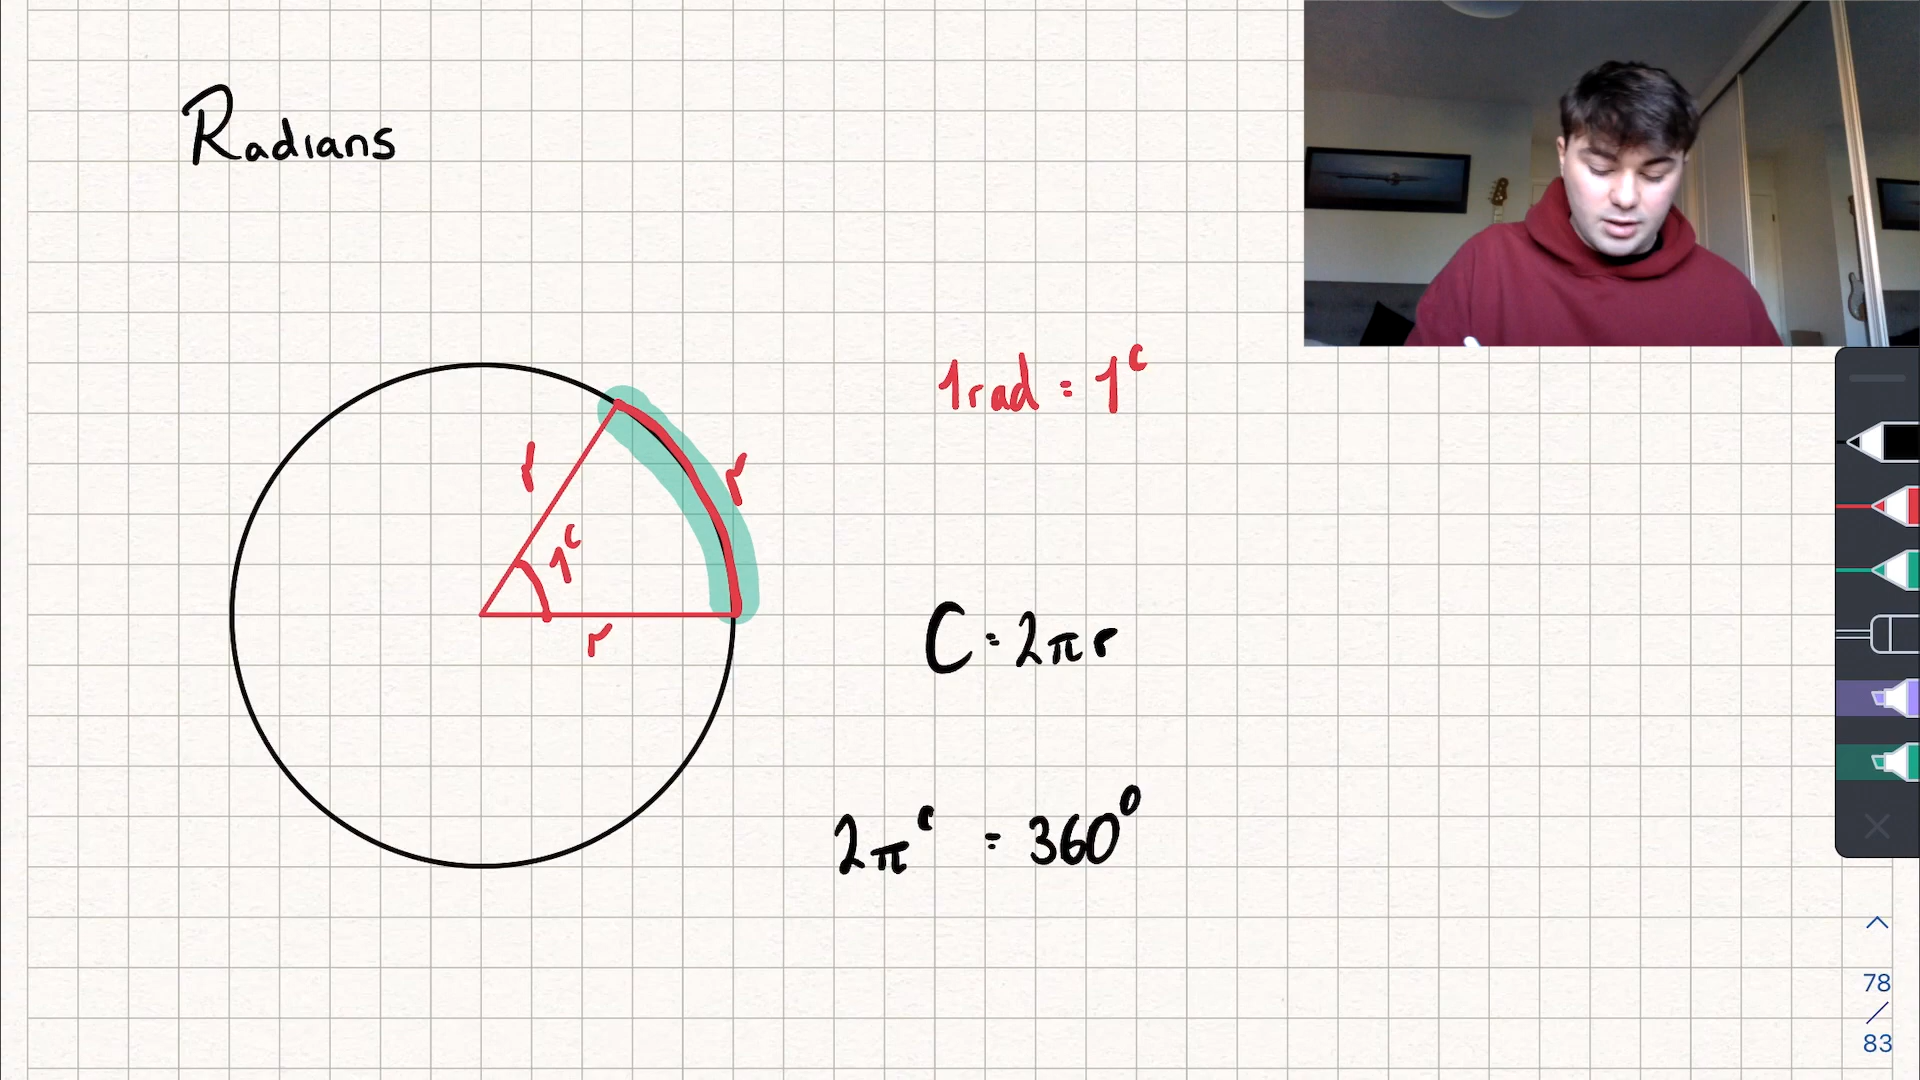 Radians
1rad = 1ᶜ
r
r
1ᶜ
r
C = 2πr
2πᶜ = 360°
78
/
83